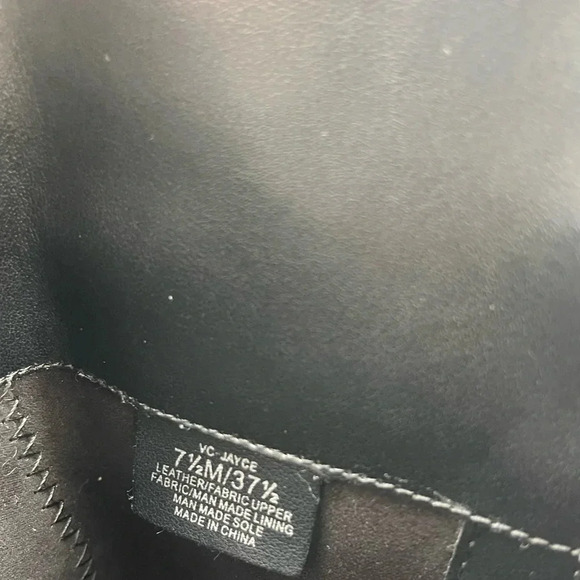 VC-JAYCE
7½M/37½
LEATHER/FABRIC UPPER
FABRIC/MAN MADE LINING
MAN MADE SOLE
MADE IN CHINA